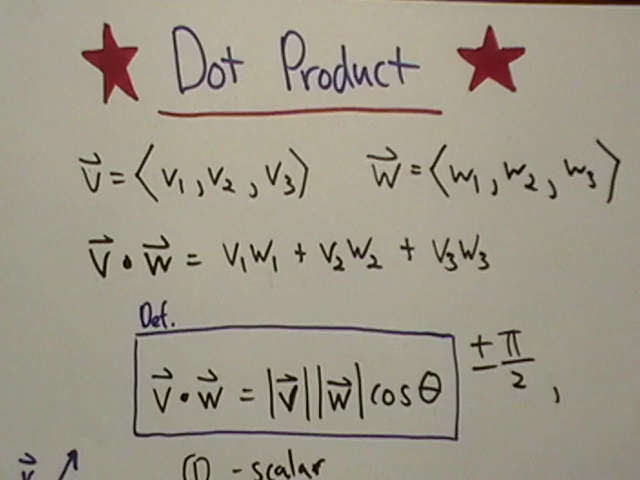 Dot Product
v⃗ = ⟨v₁, v₂, v₃⟩ w⃗ = ⟨w₁, w₂, w₃⟩
v⃗ • w⃗ = v₁w₁ + v₂w₂ + v₃w₃
Def.
v⃗ • w⃗ = |v⃗||w⃗| cos θ ± π/2 ,
v⃗ ① - scalar